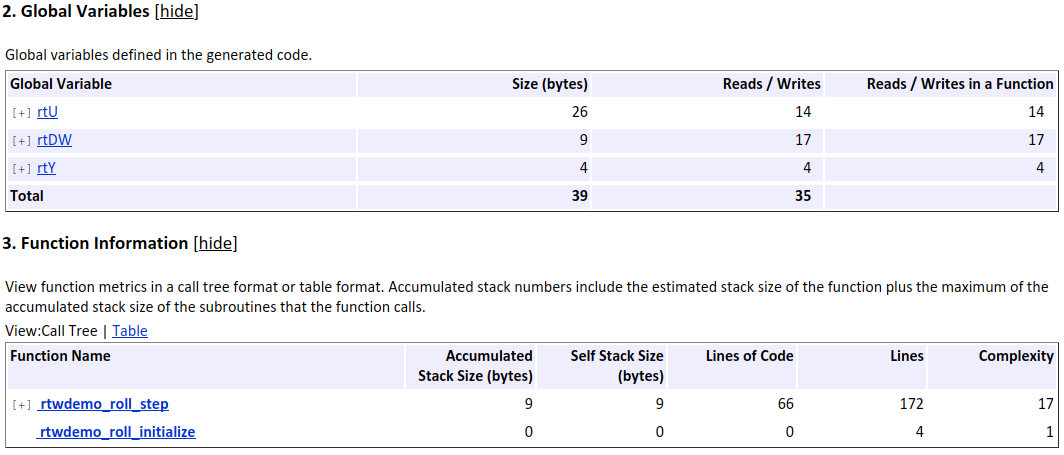 2. Global Variables [hide]
Global variables defined in the generated code.
Global Variable Size (bytes) Reads / Writes Reads / Writes in a Function
[+] rtU 26 14 14
[+] rtDW 9 17 17
[+] rtY 4 4 4
Total 39 35
3. Function Information [hide]
View function metrics in a call tree format or table format. Accumulated stack numbers include the estimated stack size of the function plus the maximum of the
accumulated stack size of the subroutines that the function calls.
View:Call Tree | Table
Function Name Accumulated Self Stack Size Lines of Code Lines Complexity
Stack Size (bytes) (bytes)
[+] rtwdemo_roll_step 9 9 66 172 17
rtwdemo_roll_initialize 0 0 0 4 1